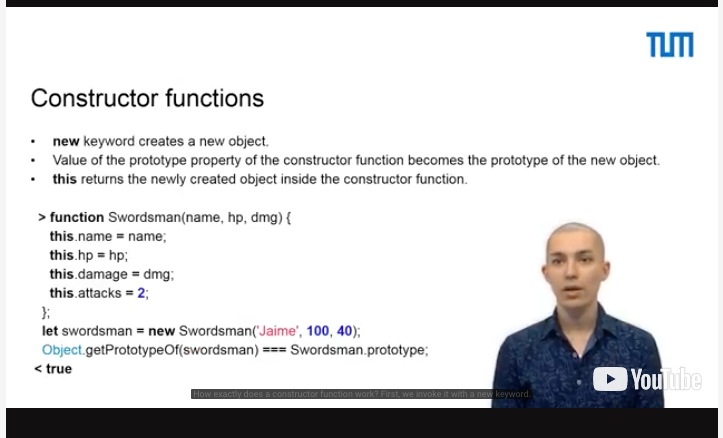 TUM
Constructor functions
• new keyword creates a new object.
• Value of the prototype property of the constructor function becomes the prototype of the new object.
• this returns the newly created object inside the constructor function.
> function Swordsman(name, hp, dmg) {
this.name = name;
this.hp = hp;
this.damage = dmg;
this.attacks = 2;
};
let swordsman = new Swordsman('Jaime', 100, 40);
Object.getPrototypeOf(swordsman) === Swordsman.prototype;
< true
YouTube
How exactly does a constructor function work? First, we invoke it with a new keyword.